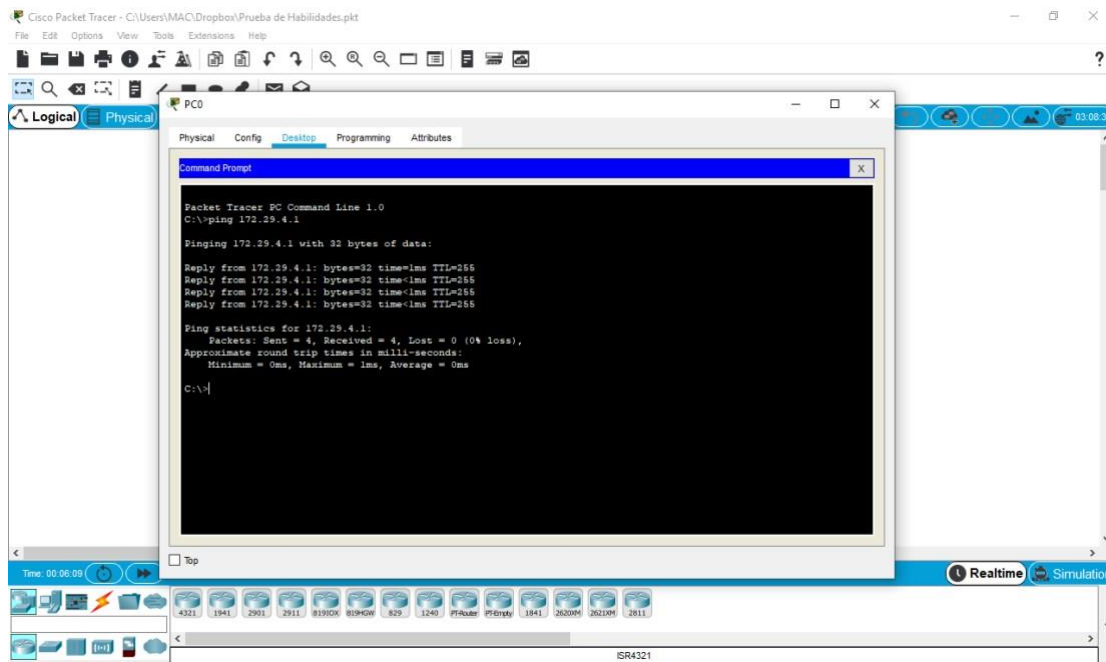 Cisco Packet Tracer - C:\Users\MAC\Dropbox\Prueba de Habilidades.pkt
File Edit Options View Tools Extensions Help
?
Logical
Physical
03:08:3
PC0
Physical Config Desktop Programming Attributes
Command Prompt
X
Packet Tracer PC Command Line 1.0
C:\>ping 172.29.4.1
Pinging 172.29.4.1 with 32 bytes of data:
Reply from 172.29.4.1: bytes=32 time=1ms TTL=255
Reply from 172.29.4.1: bytes=32 time<1ms TTL=255
Reply from 172.29.4.1: bytes=32 time<1ms TTL=255
Reply from 172.29.4.1: bytes=32 time<1ms TTL=255
Ping statistics for 172.29.4.1:
Packets: Sent = 4, Received = 4, Lost = 0 (0% loss),
Approximate round trip times in milli-seconds:
Minimum = 0ms, Maximum = 1ms, Average = 0ms
C:\>
Top
Time: 00:06:09
Realtime
Simulatio
4321 1941 2901 2911 819IOX 819HGW 829 1240 PT-Router PT-Empty 1841 2620XM 2621XM 2811
ISR4321